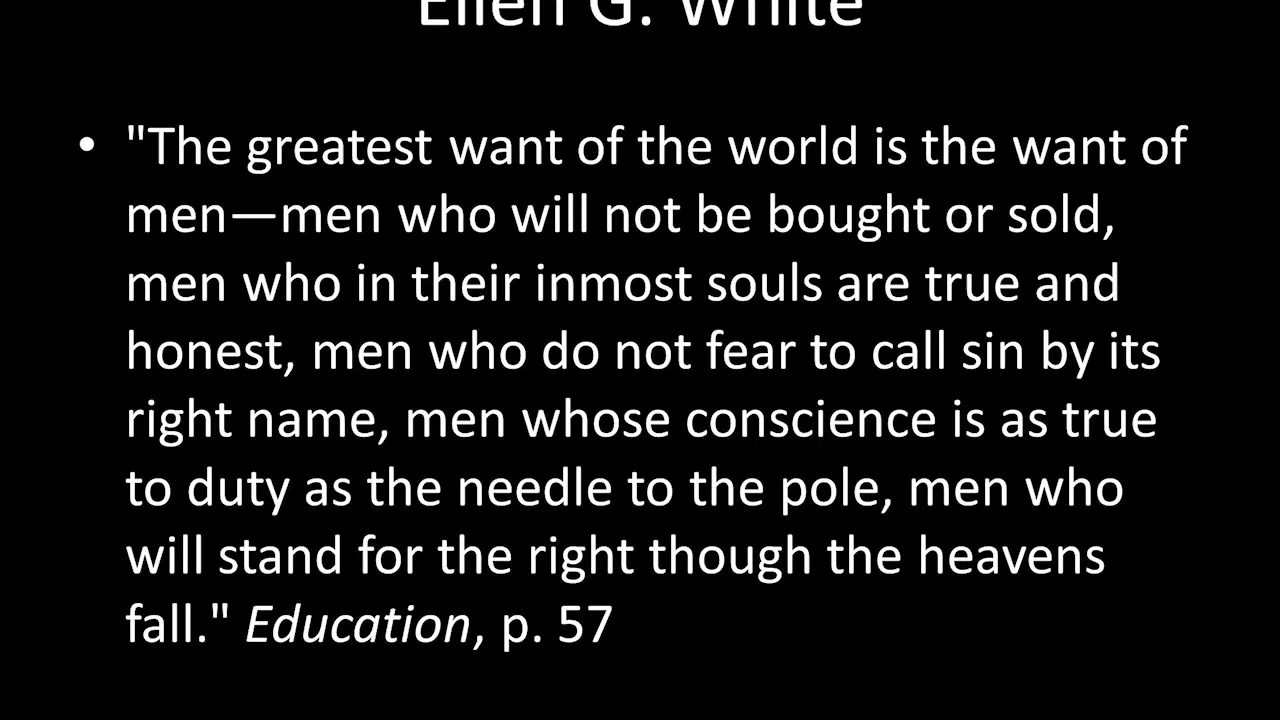 Ellen G. White
• "The greatest want of the world is the want of
men—men who will not be bought or sold,
men who in their inmost souls are true and
honest, men who do not fear to call sin by its
right name, men whose conscience is as true
to duty as the needle to the pole, men who
will stand for the right though the heavens
fall." Education, p. 57